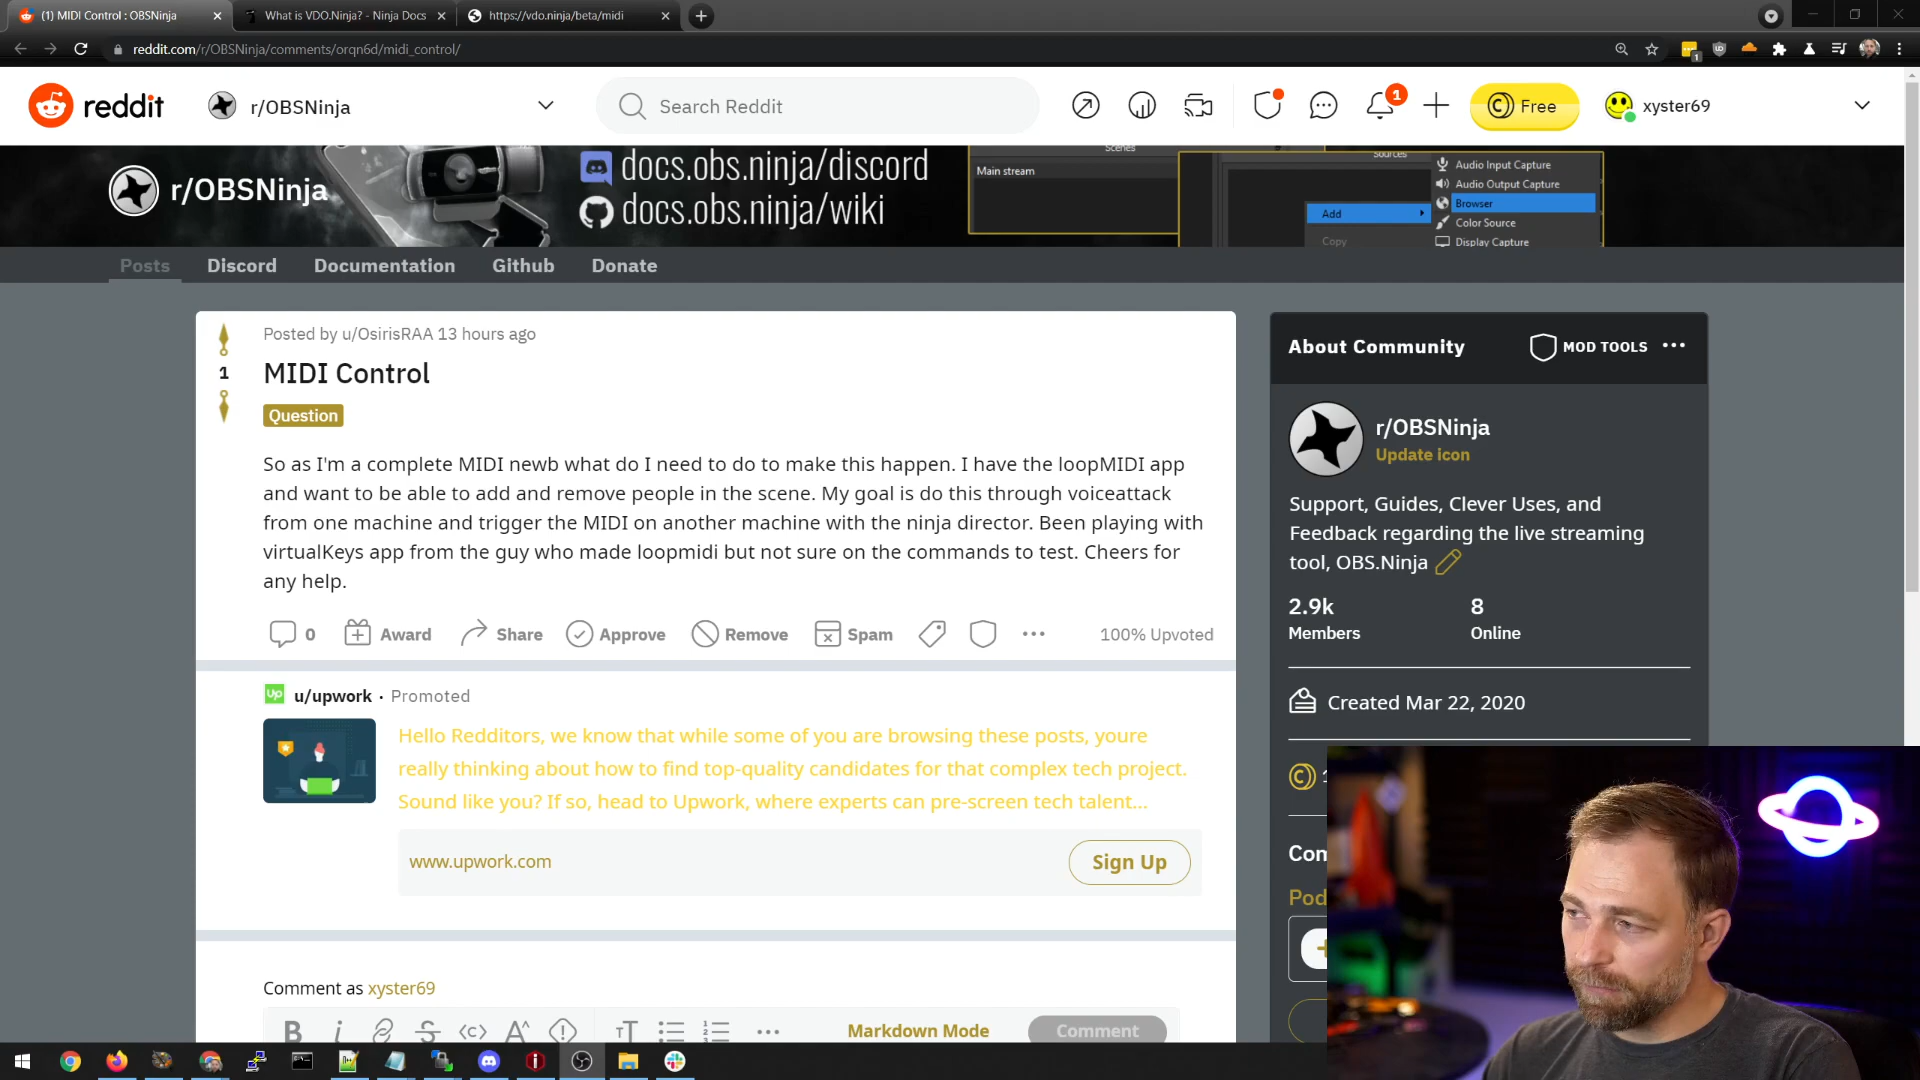 (1) MIDI Control : OBSNinja
What is VDO.Ninja? - Ninja Docs
https://vdo.ninja/beta/midi
reddit.com/r/OBSNinja/comments/orqn6d/midi_control/
reddit
r/OBSNinja
Search Reddit
1
Free
xyster69
r/OBSNinja
docs.obs.ninja/discord
docs.obs.ninja/wiki
Scenes
Main stream
Sources
Add
Copy
Audio Input Capture
Audio Output Capture
Browser
Color Source
Display Capture
Posts
Discord
Documentation
Github
Donate
Posted by u/OsirisRAA 13 hours ago
1
MIDI Control
Question
So as I'm a complete MIDI newb what do I need to do to make this happen. I have the loopMIDI app
and want to be able to add and remove people in the scene. My goal is do this through voiceattack
from one machine and trigger the MIDI on another machine with the ninja director. Been playing with
virtualKeys app from the guy who made loopmidi but not sure on the commands to test. Cheers for
any help.
0
Award
Share
Approve
Remove
Spam
100% Upvoted
Up
u/upwork · Promoted
Hello Redditors, we know that while some of you are browsing these posts, youre
really thinking about how to find top-quality candidates for that complex tech project.
Sound like you? If so, head to Upwork, where experts can pre-screen tech talent...
www.upwork.com
Sign Up
Comment as xyster69
Markdown Mode
Comment
About Community
MOD TOOLS
r/OBSNinja
Update icon
Support, Guides, Clever Uses, and
Feedback regarding the live streaming
tool, OBS.Ninja
2.9k
Members
8
Online
Created Mar 22, 2020